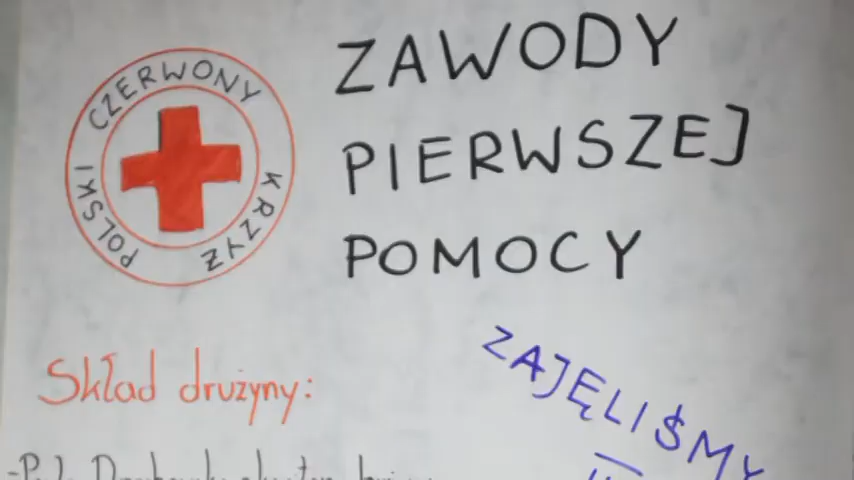 POLSKI CZERWONY KRZYŻ
ZAWODY
PIERWSZEJ
POMOCY
ZAJĘLIŚMY
Skład drużyny: